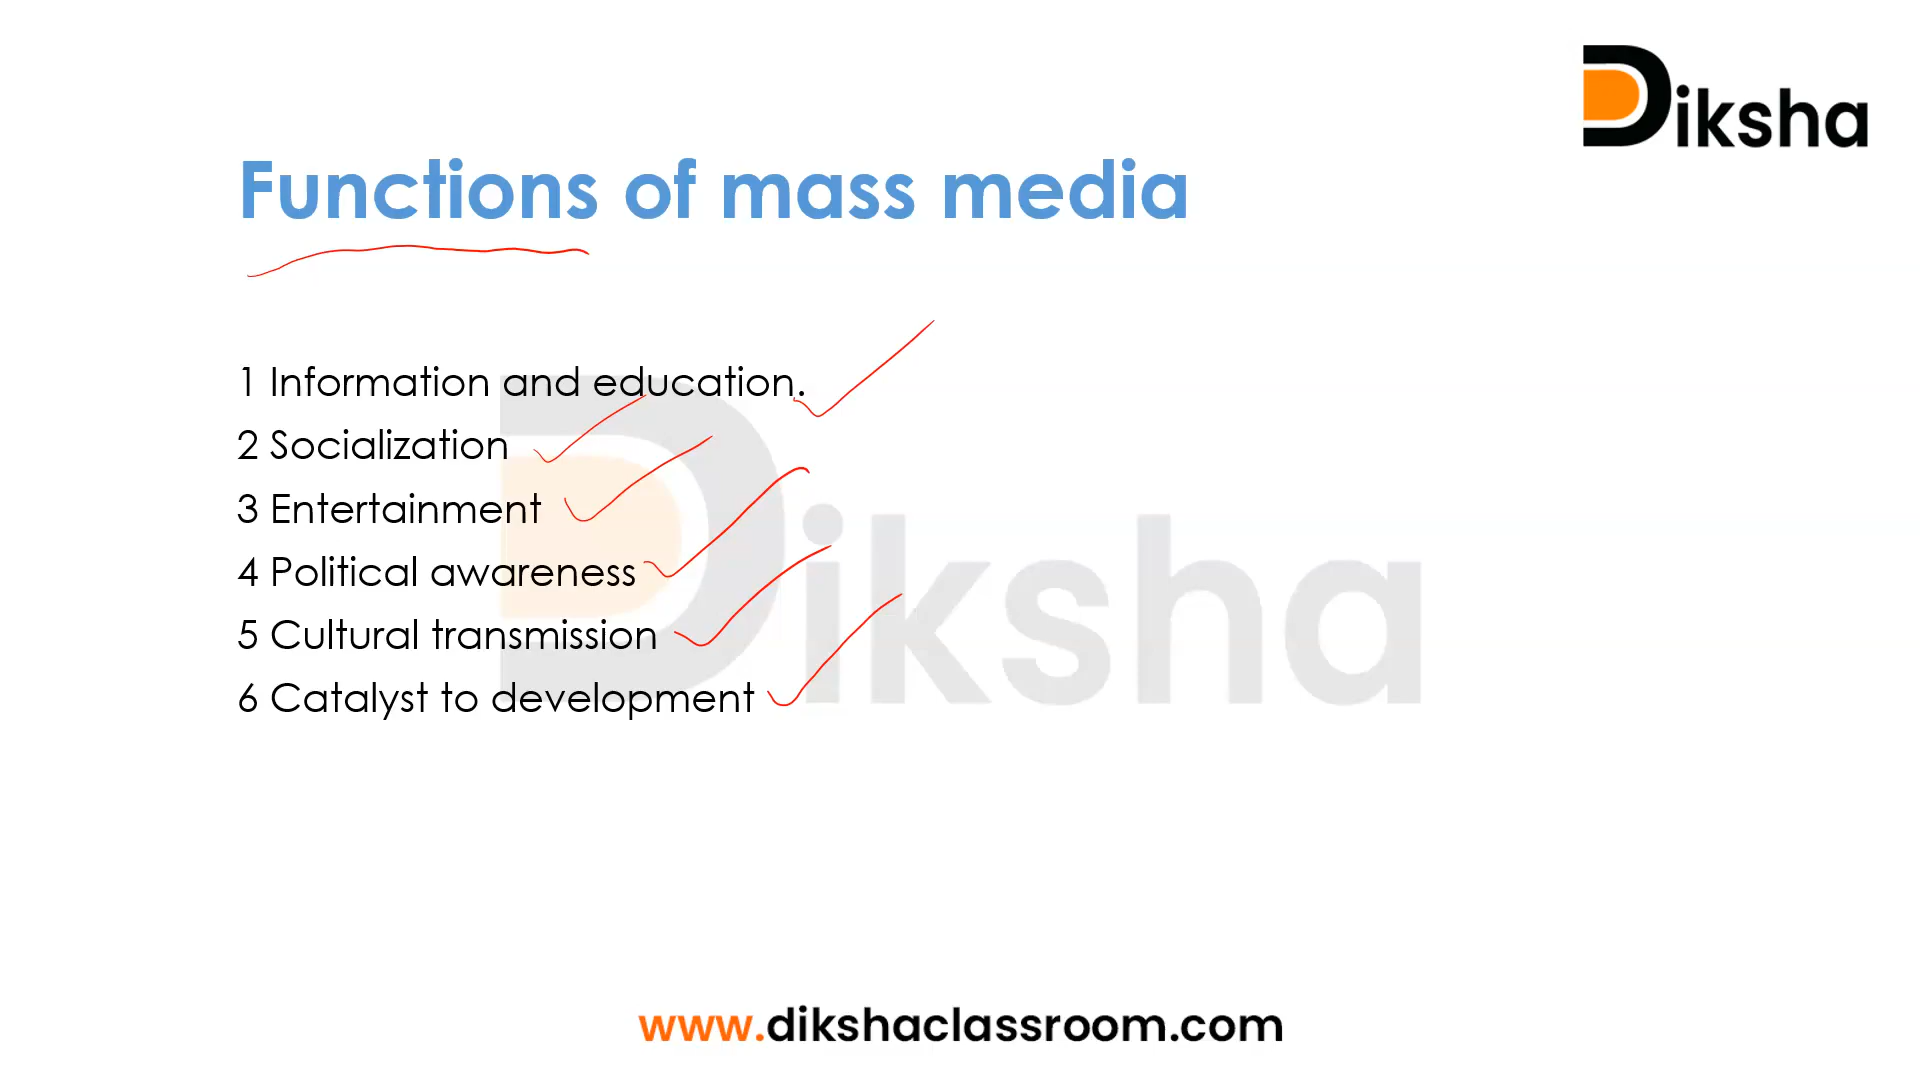 Diksha
Functions of mass media
1 Information and education.
2 Socialization
3 Entertainment
4 Political awareness
5 Cultural transmission
6 Catalyst to development
Diksha
www.dikshaclassroom.com